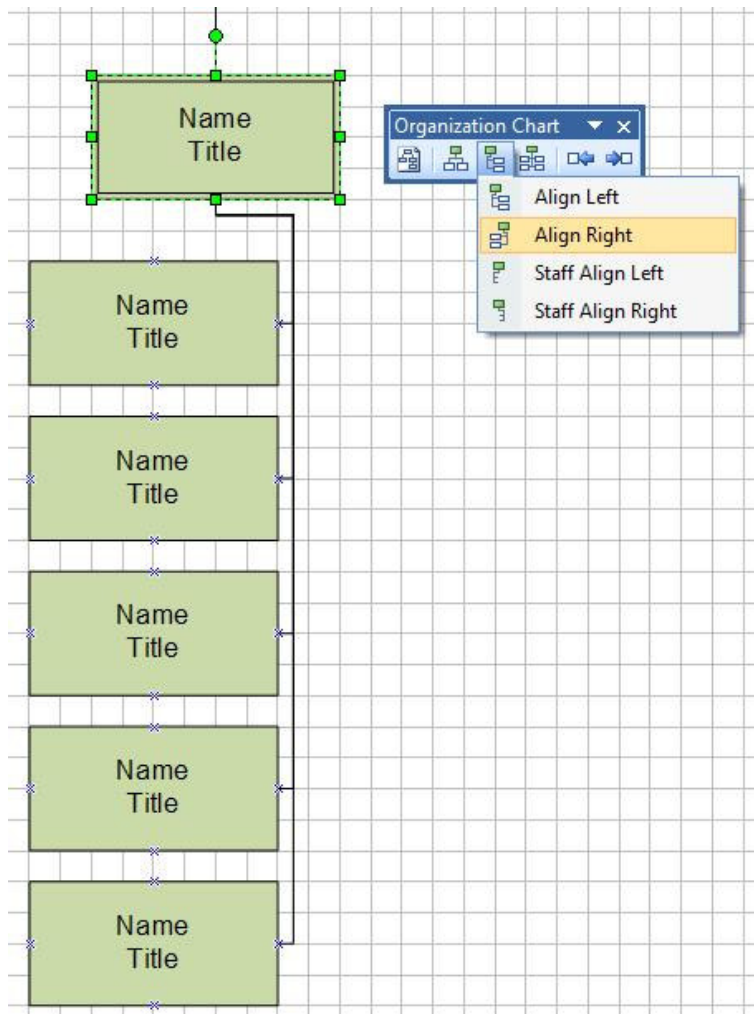 Name
Title
Organization Chart
Align Left
Align Right
Staff Align Left
Staff Align Right
Name
Title
Name
Title
Name
Title
Name
Title
Name
Title